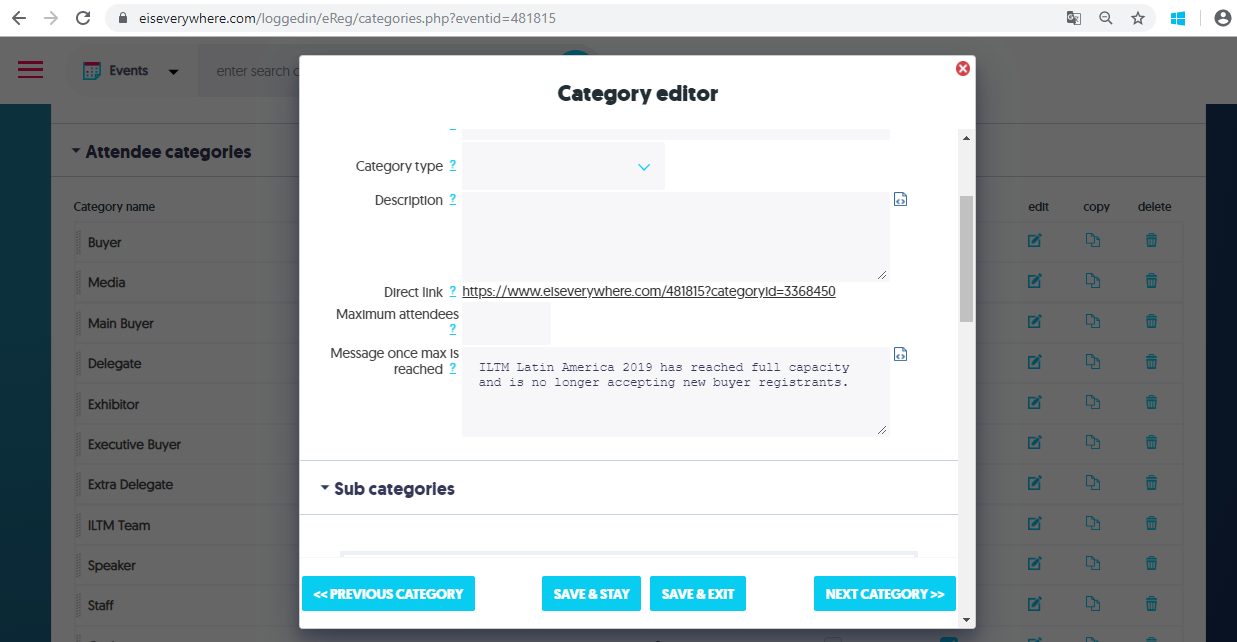 eiseverywhere.com/loggedin/eReg/categories.php?eventid=481815
Events
enter search
Category editor
Attendee categories
Category type ?
Description ?
Category name
edit copy delete
Buyer
Media
Direct link ? https://www.eiseverywhere.com/481815?categoryid=3368450
Maximum attendees
?
Main Buyer
Message once max is
reached ?
ILTM Latin America 2019 has reached full capacity
and is no longer accepting new buyer registrants.
Delegate
Exhibitor
Executive Buyer
Sub categories
Extra Delegate
ILTM Team
Speaker
<< PREVIOUS CATEGORY SAVE & STAY SAVE & EXIT NEXT CATEGORY >>
Staff